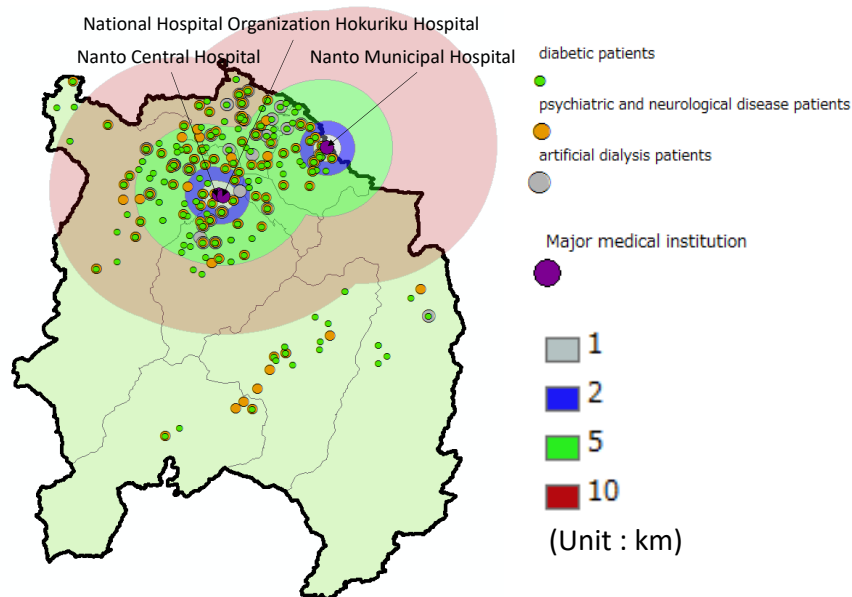 National Hospital Organization Hokuriku Hospital
Nanto Central Hospital
Nanto Municipal Hospital
diabetic patients
psychiatric and neurological disease patients
artificial dialysis patients
Major medical institution
1
2
5
10
(Unit : km)